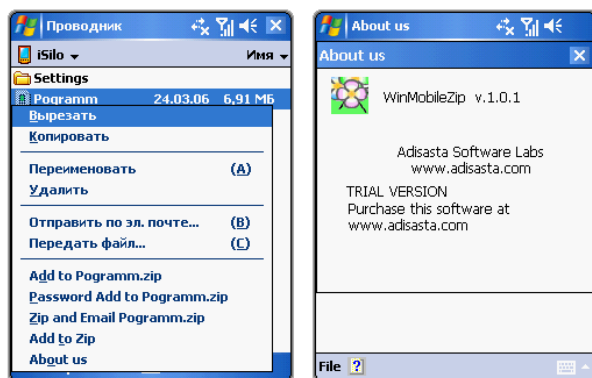 Проводник
iSilo
Имя
Settings
Pogramm 24.03.06 6,91 МБ
Вырезать
Копировать
Переименовать (A)
Удалить
Отправить по эл. почте... (B)
Передать файл... (C)
Add to Pogramm.zip
Password Add to Pogramm.zip
Zip and Email Pogramm.zip
Add to Zip
About us
About us
About us
WinMobileZip v.1.0.1
Adisasta Software Labs
www.adisasta.com
TRIAL VERSION
Purchase this software at
www.adisasta.com
File